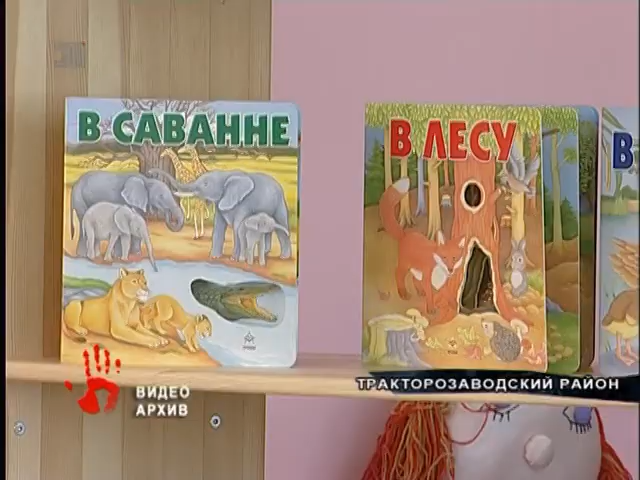 В САВАННЕ
В ЛЕСУ
В
ТРАКТОРОЗАВОДСКИЙ РАЙОН
ВИДЕО
АРХИВ